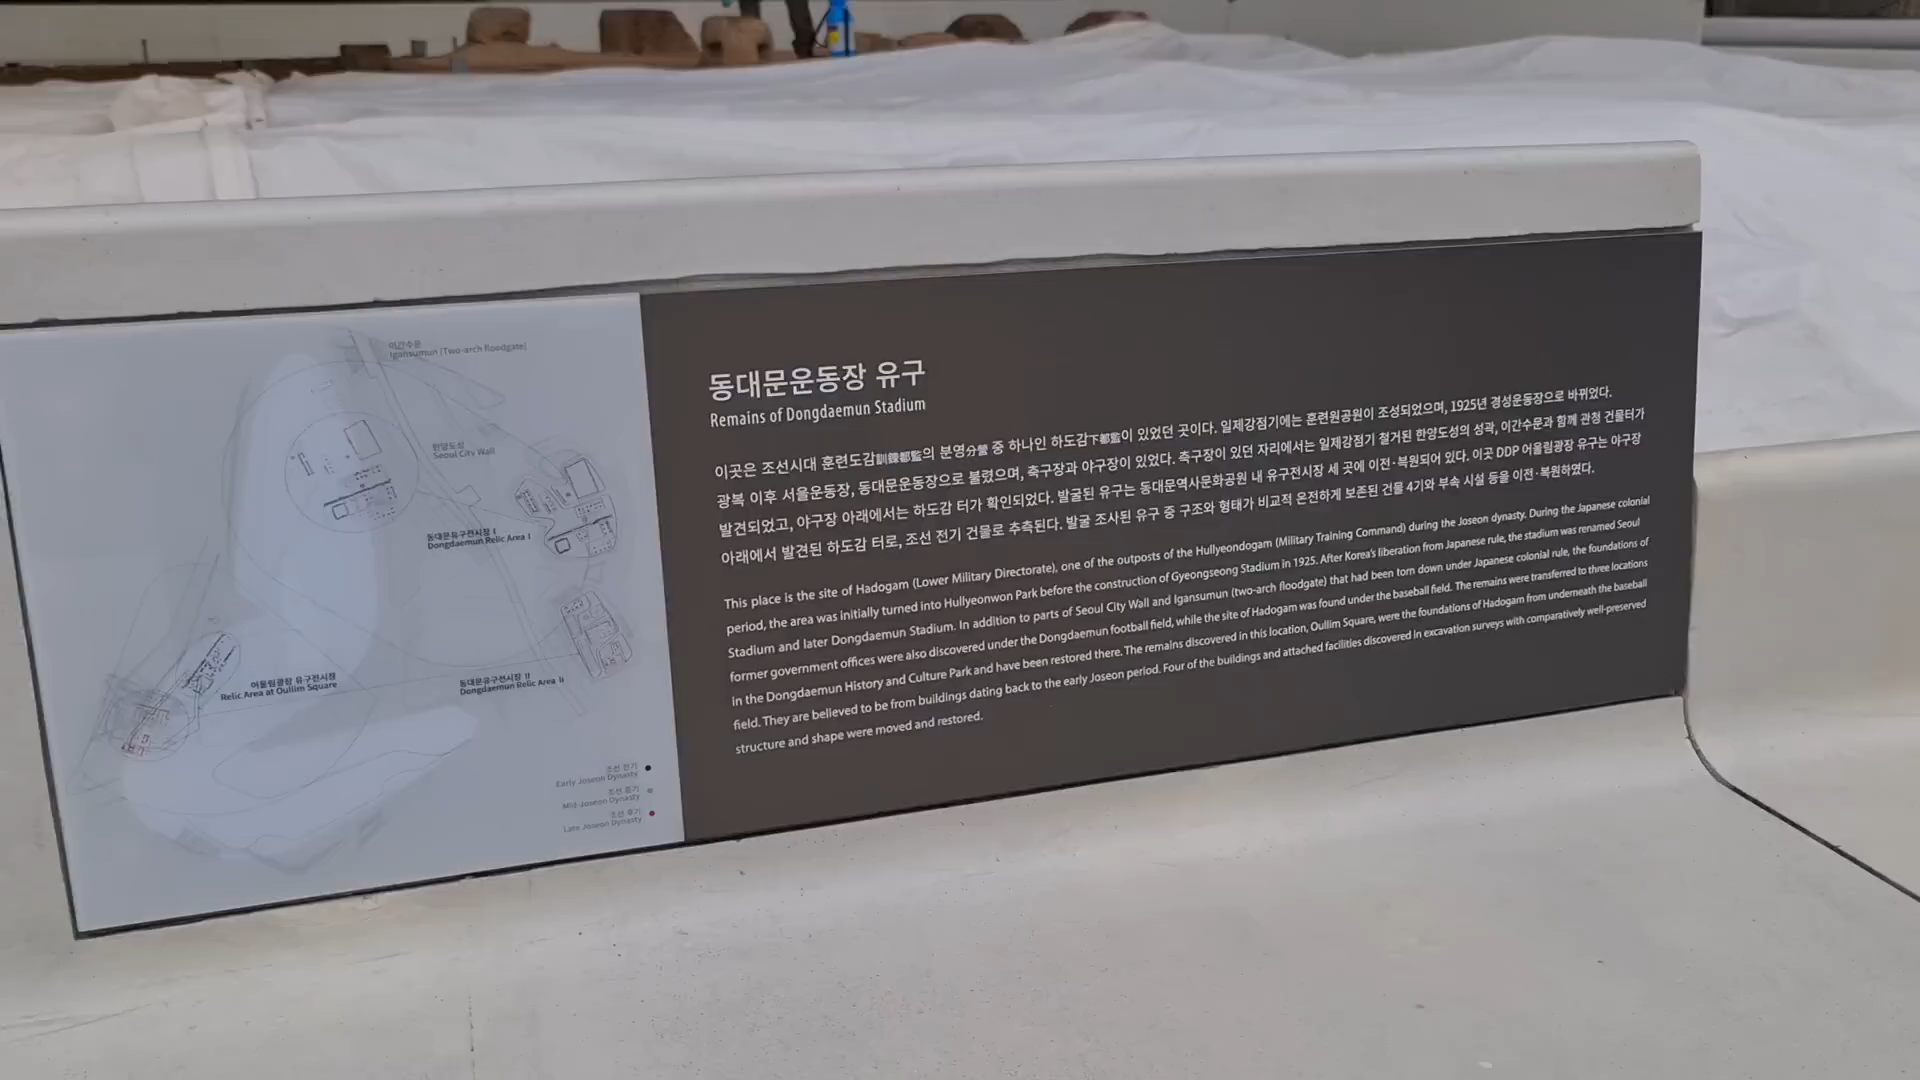 이간수문
Igansumun (Two-arch floodgate)
한양도성
Seoul City Wall
동대문유구전시장 I
Dongdaemun Relic Area I
어울림광장 유구전시장
Relic Area at Oullim Square
동대문유구전시장 II
Dongdaemun Relic Area II
조선 전기
Early Joseon Dynasty
조선 중기
Mid-Joseon Dynasty
조선 후기
Late Joseon Dynasty
동대문운동장 유구
Remains of Dongdaemun Stadium
이곳은 조선시대 훈련도감訓鍊都監의 분영分營 중 하나인 하도감下都監이 있었던 곳이다. 일제강점기에는 훈련원공원이 조성되었으며, 1925년 경성운동장으로 바뀌었다.
광복 이후 서울운동장, 동대문운동장으로 불렸으며, 축구장과 야구장이 있었다. 축구장이 있던 자리에서는 일제강점기 철거된 한양도성의 성곽, 이간수문과 함께 관청 건물터가
발견되었고, 야구장 아래에서는 하도감 터가 확인되었다. 발굴된 유구는 동대문역사문화공원 내 유구전시장 세 곳에 이전·복원되어 있다. 이곳 DDP 어울림광장 유구는 야구장
아래에서 발견된 하도감 터로, 조선 전기 건물로 추측된다. 발굴 조사된 유구 중 구조와 형태가 비교적 온전하게 보존된 건물 4기와 부속 시설 등을 이전·복원하였다.
This place is the site of Hadogam (Lower Military Directorate), one of the outposts of the Hullyeondogam (Military Training Command) during the Joseon dynasty. During the Japanese colonial
period, the area was initially turned into Hullyeonwon Park before the construction of Gyeongseong Stadium in 1925. After Korea's liberation from Japanese rule, the stadium was renamed Seoul
Stadium and later Dongdaemun Stadium. In addition to parts of Seoul City Wall and Igansumun (two-arch floodgate) that had been torn down under Japanese colonial rule, the foundations of
former government offices were also discovered under the Dongdaemun football field, while the site of Hadogam was found under the baseball field. The remains were transferred to three locations
in the Dongdaemun History and Culture Park and have been restored there. The remains discovered in this location, Oullim Square, were the foundations of Hadogam from underneath the baseball
field. They are believed to be from buildings dating back to the early Joseon period. Four of the buildings and attached facilities discovered in excavation surveys with comparatively well-preserved
structure and shape were moved and restored.